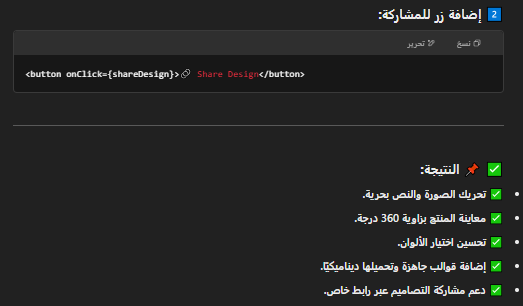 2️⃣ إضافة زر للمشاركة:
نسخ تحرير
<button onClick={shareDesign}>🔗 Share Design</button>
✅ 📌 النتيجة:
✅ تحريك الصورة والنص بحرية.
✅ معاينة المنتج بزاوية 360 درجة.
✅ تحسين اختيار الألوان.
✅ إضافة قوالب جاهزة وتحميلها ديناميكيًا.
✅ دعم مشاركة التصاميم عبر رابط خاص.